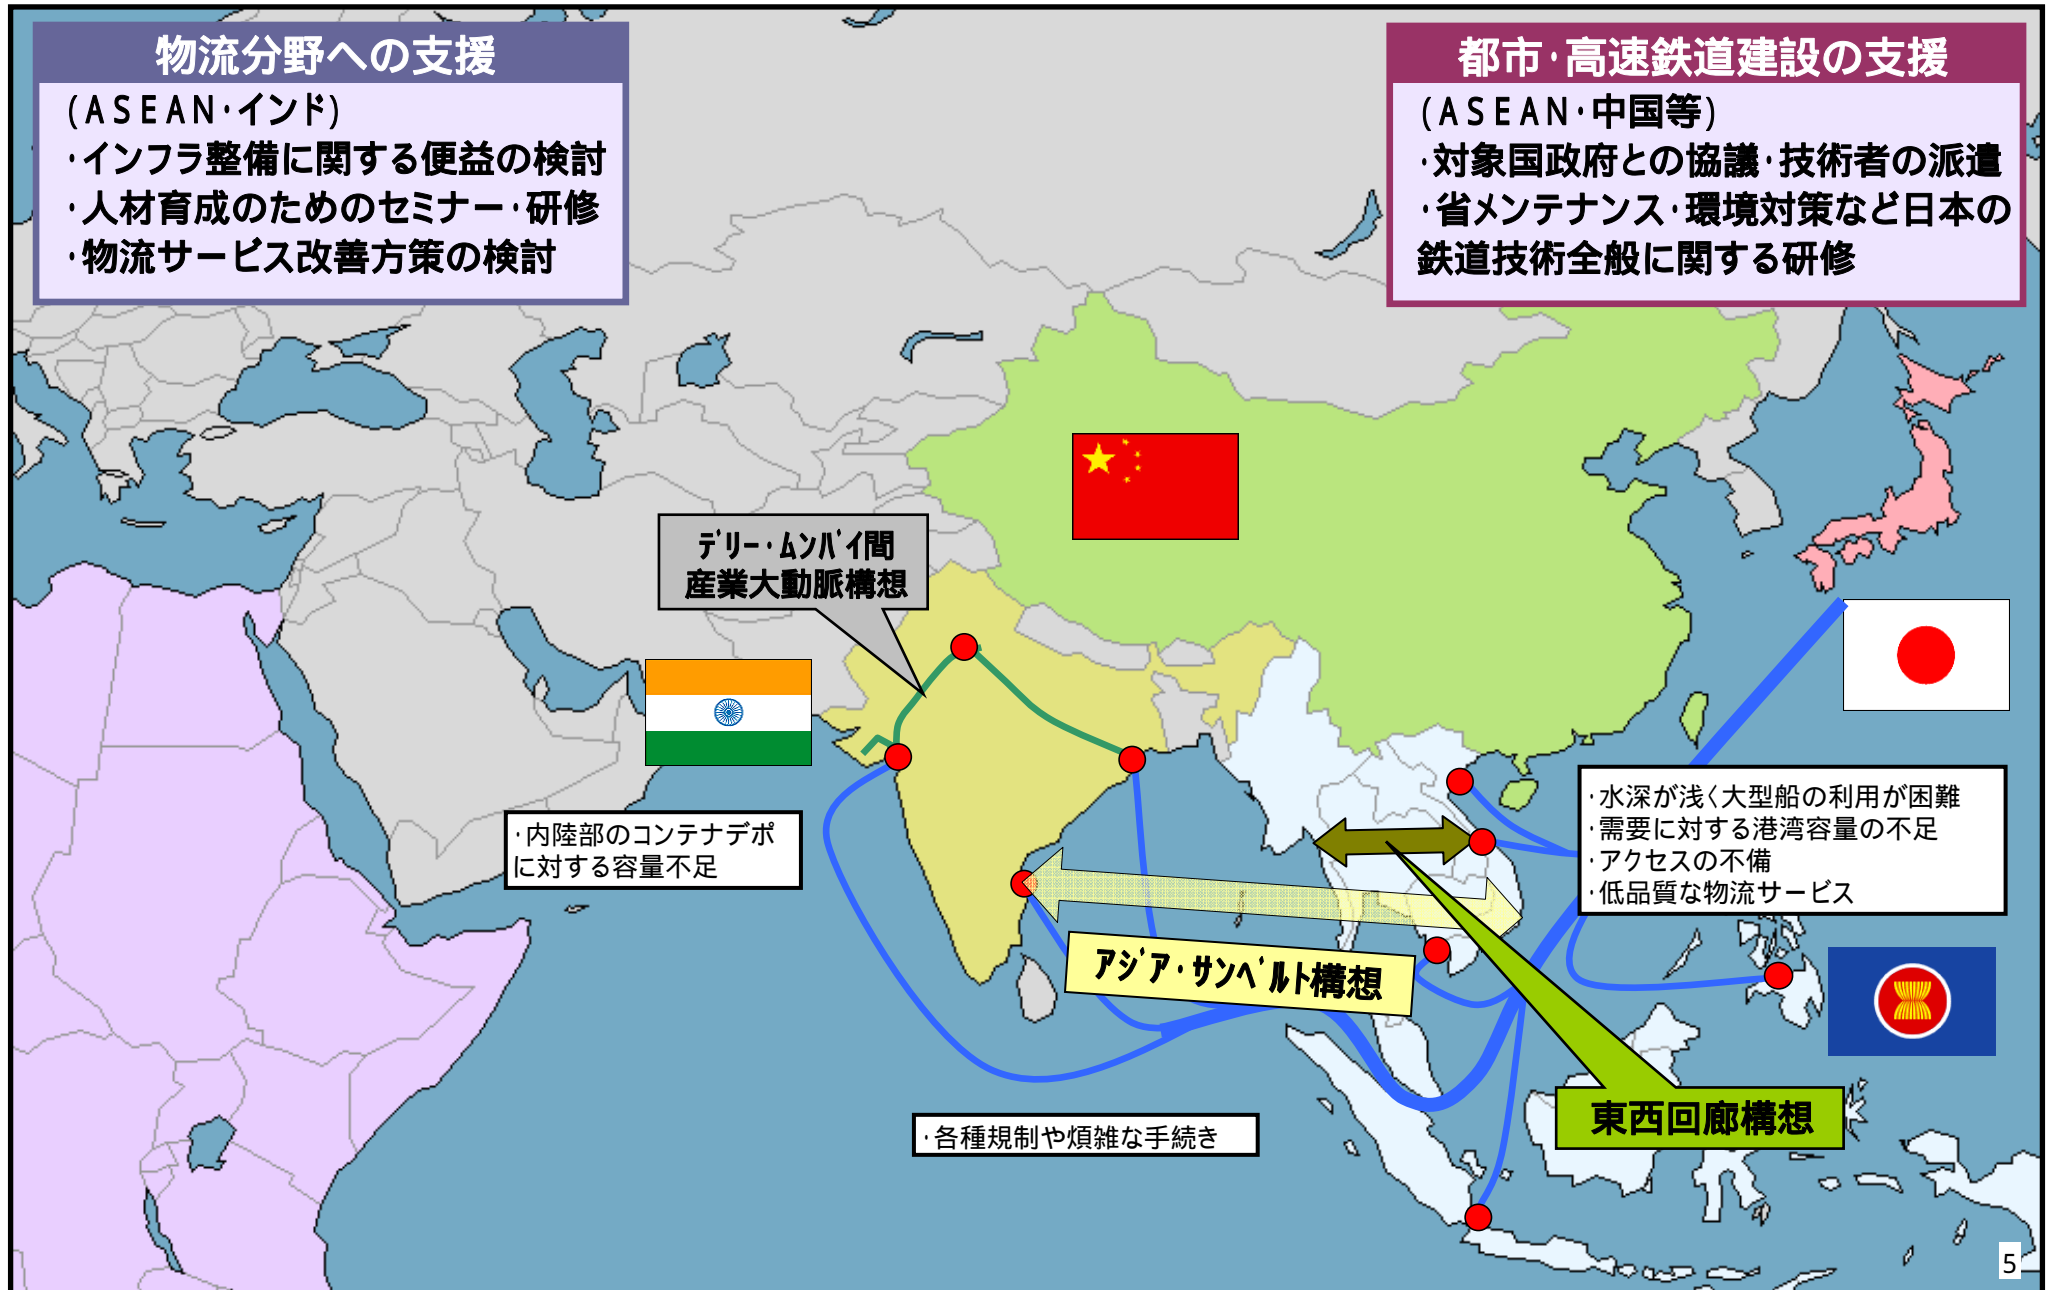 物流分野への支援
(ＡＳＥＡＮ・インド)
・インフラ整備に関する便益の検討
・人材育成のためのセミナー・研修
・物流サービス改善方策の検討
都市・高速鉄道建設の支援
(ＡＳＥＡＮ・中国等)
・対象国政府との協議・技術者の派遣
・省メンテナンス・環境対策など日本の
鉄道技術全般に関する研修
ﾃﾞﾘｰ・ﾑﾝﾊﾞｲ間
産業大動脈構想
・内陸部のコンテナデポ
に対する容量不足
・水深が浅く大型船の利用が困難
・需要に対する港湾容量の不足
・アクセスの不備
・低品質な物流サービス
ｱｼﾞｱ・ｻﾝﾍﾞﾙﾄ構想
東西回廊構想
・各種規制や煩雑な手続き
5